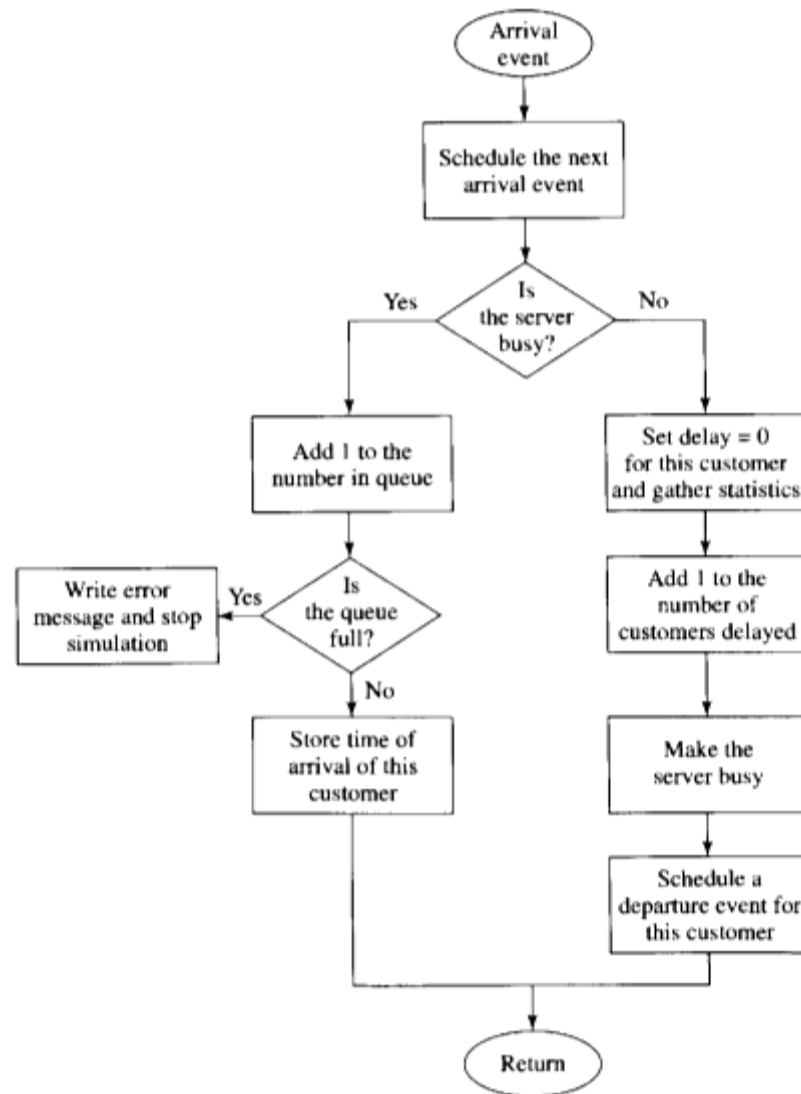 Arrival
event
Schedule the next
arrival event
Is
the server
busy?
Yes
No
Add 1 to the
number in queue
Is
the queue
full?
Yes
Write error
message and stop
simulation
No
Store time of
arrival of this
customer
Set delay = 0
for this customer
and gather statistics
Add 1 to the
number of
customers delayed
Make the
server busy
Schedule a
departure event for
this customer
Return